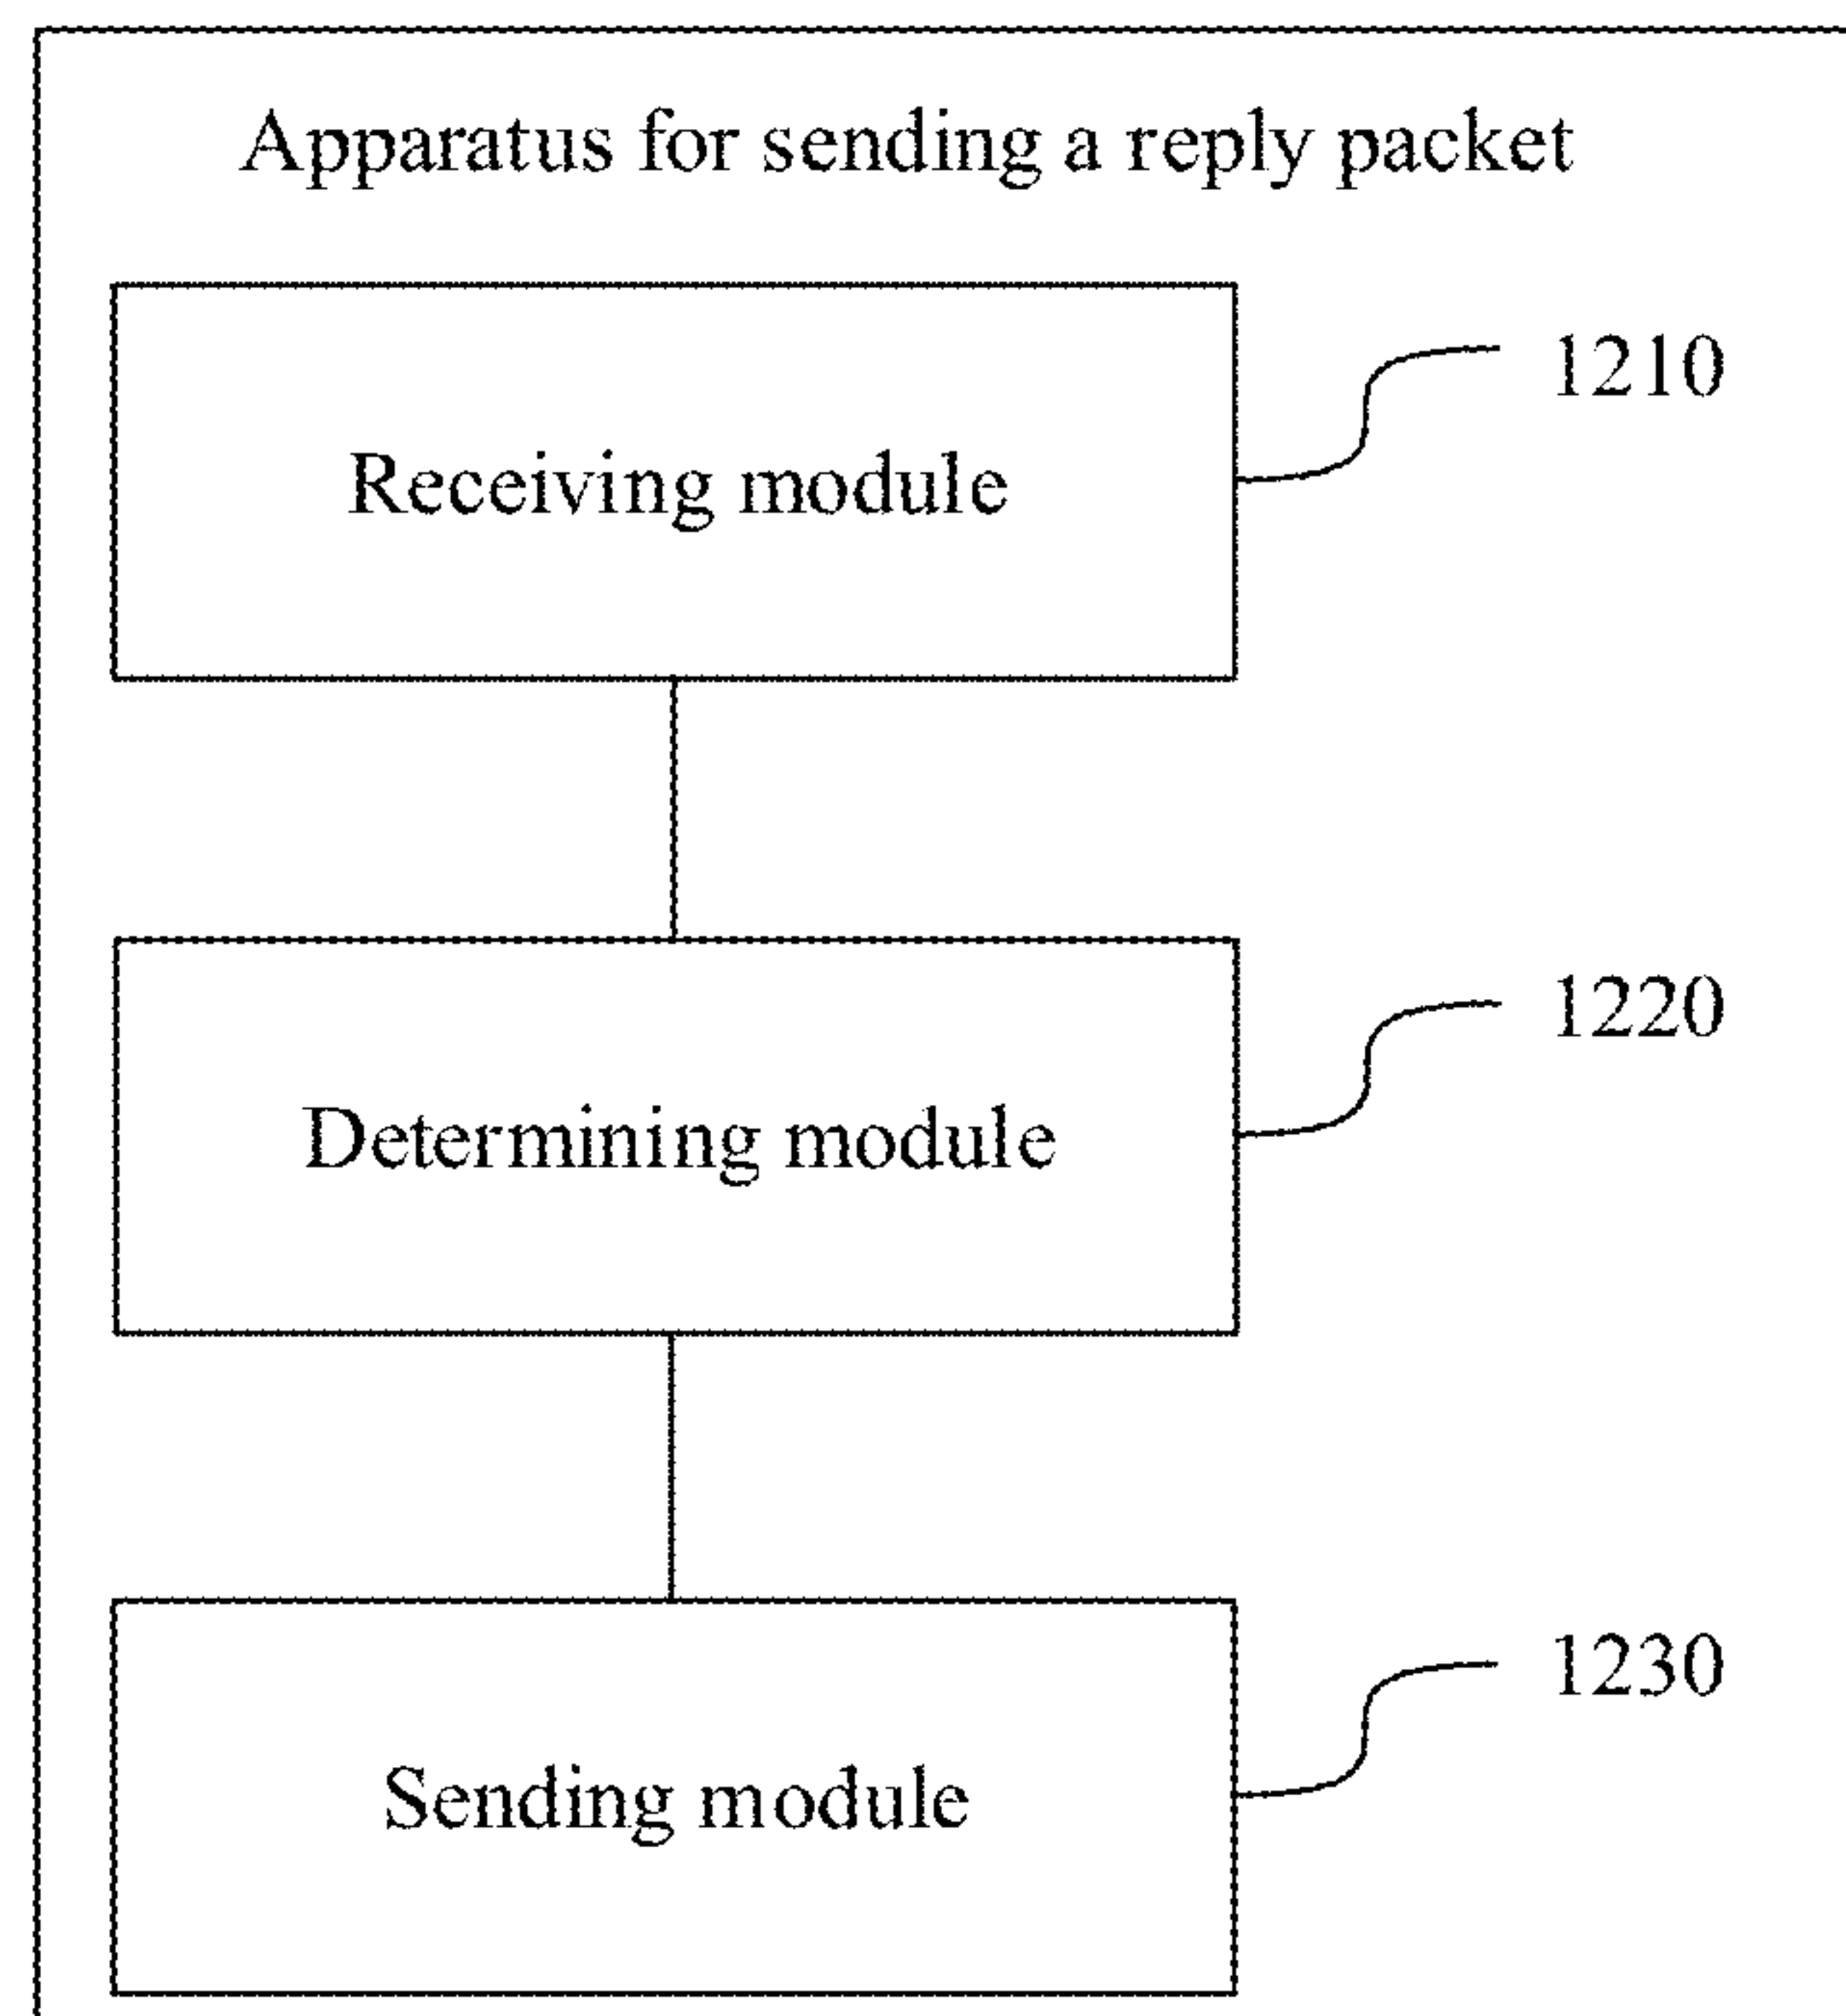 Apparatus for sending a reply packet
1210
Receiving module
1220
Determining module
1230
Sending module